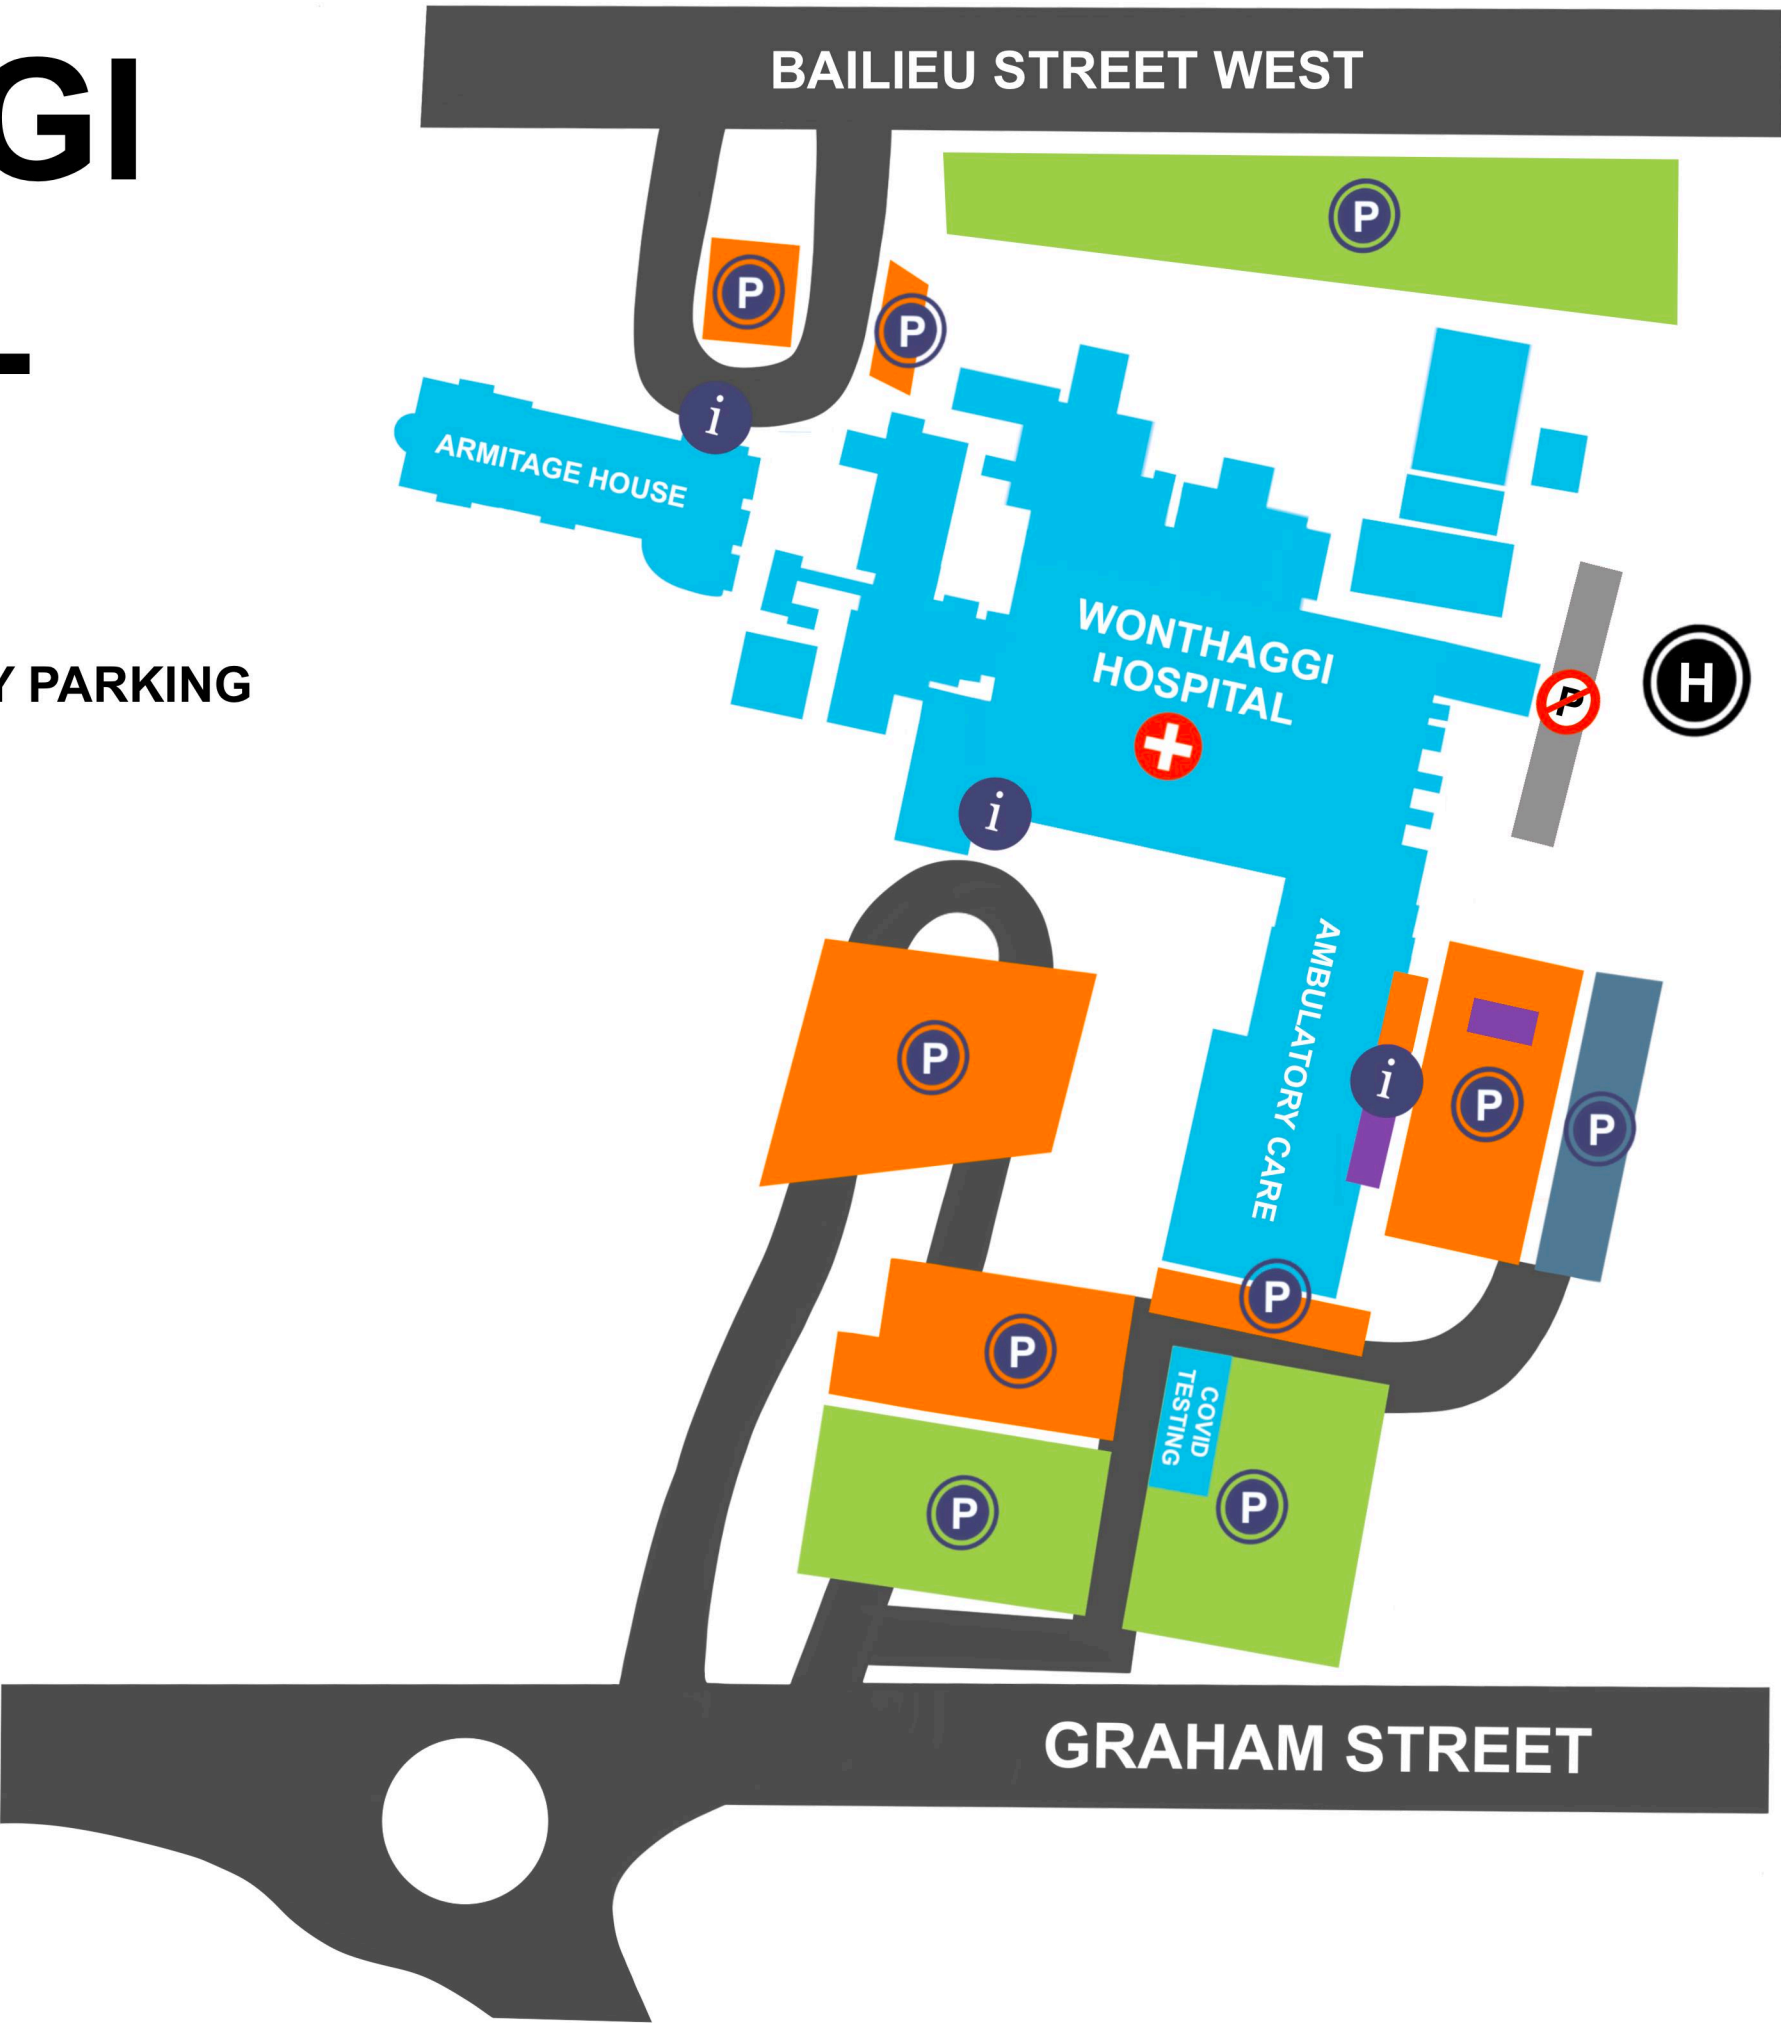 BAILIEU STREET WEST
GI
P
P
P
i
ARMITAGE HOUSE
PARKING
WONTHAGGI
HOSPITAL
P
H
i
AMBULATORY CARE
P
i
P
P
P
P
COVID
TESTING
P
P
GRAHAM STREET